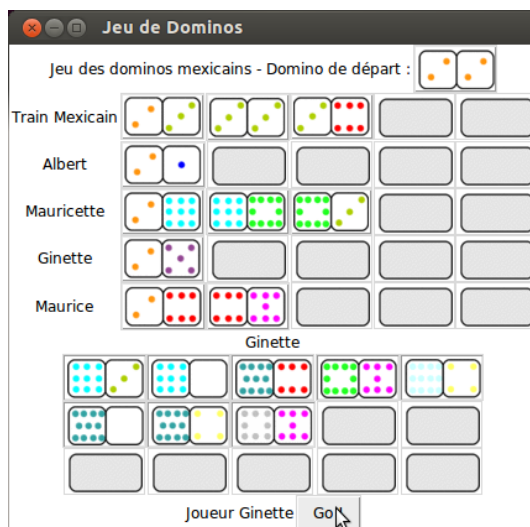 Jeu de Dominos
Jeu des dominos mexicains - Domino de départ :
Train Mexicain
Albert
Mauricette
Ginette
Maurice
Ginette
Joueur Ginette